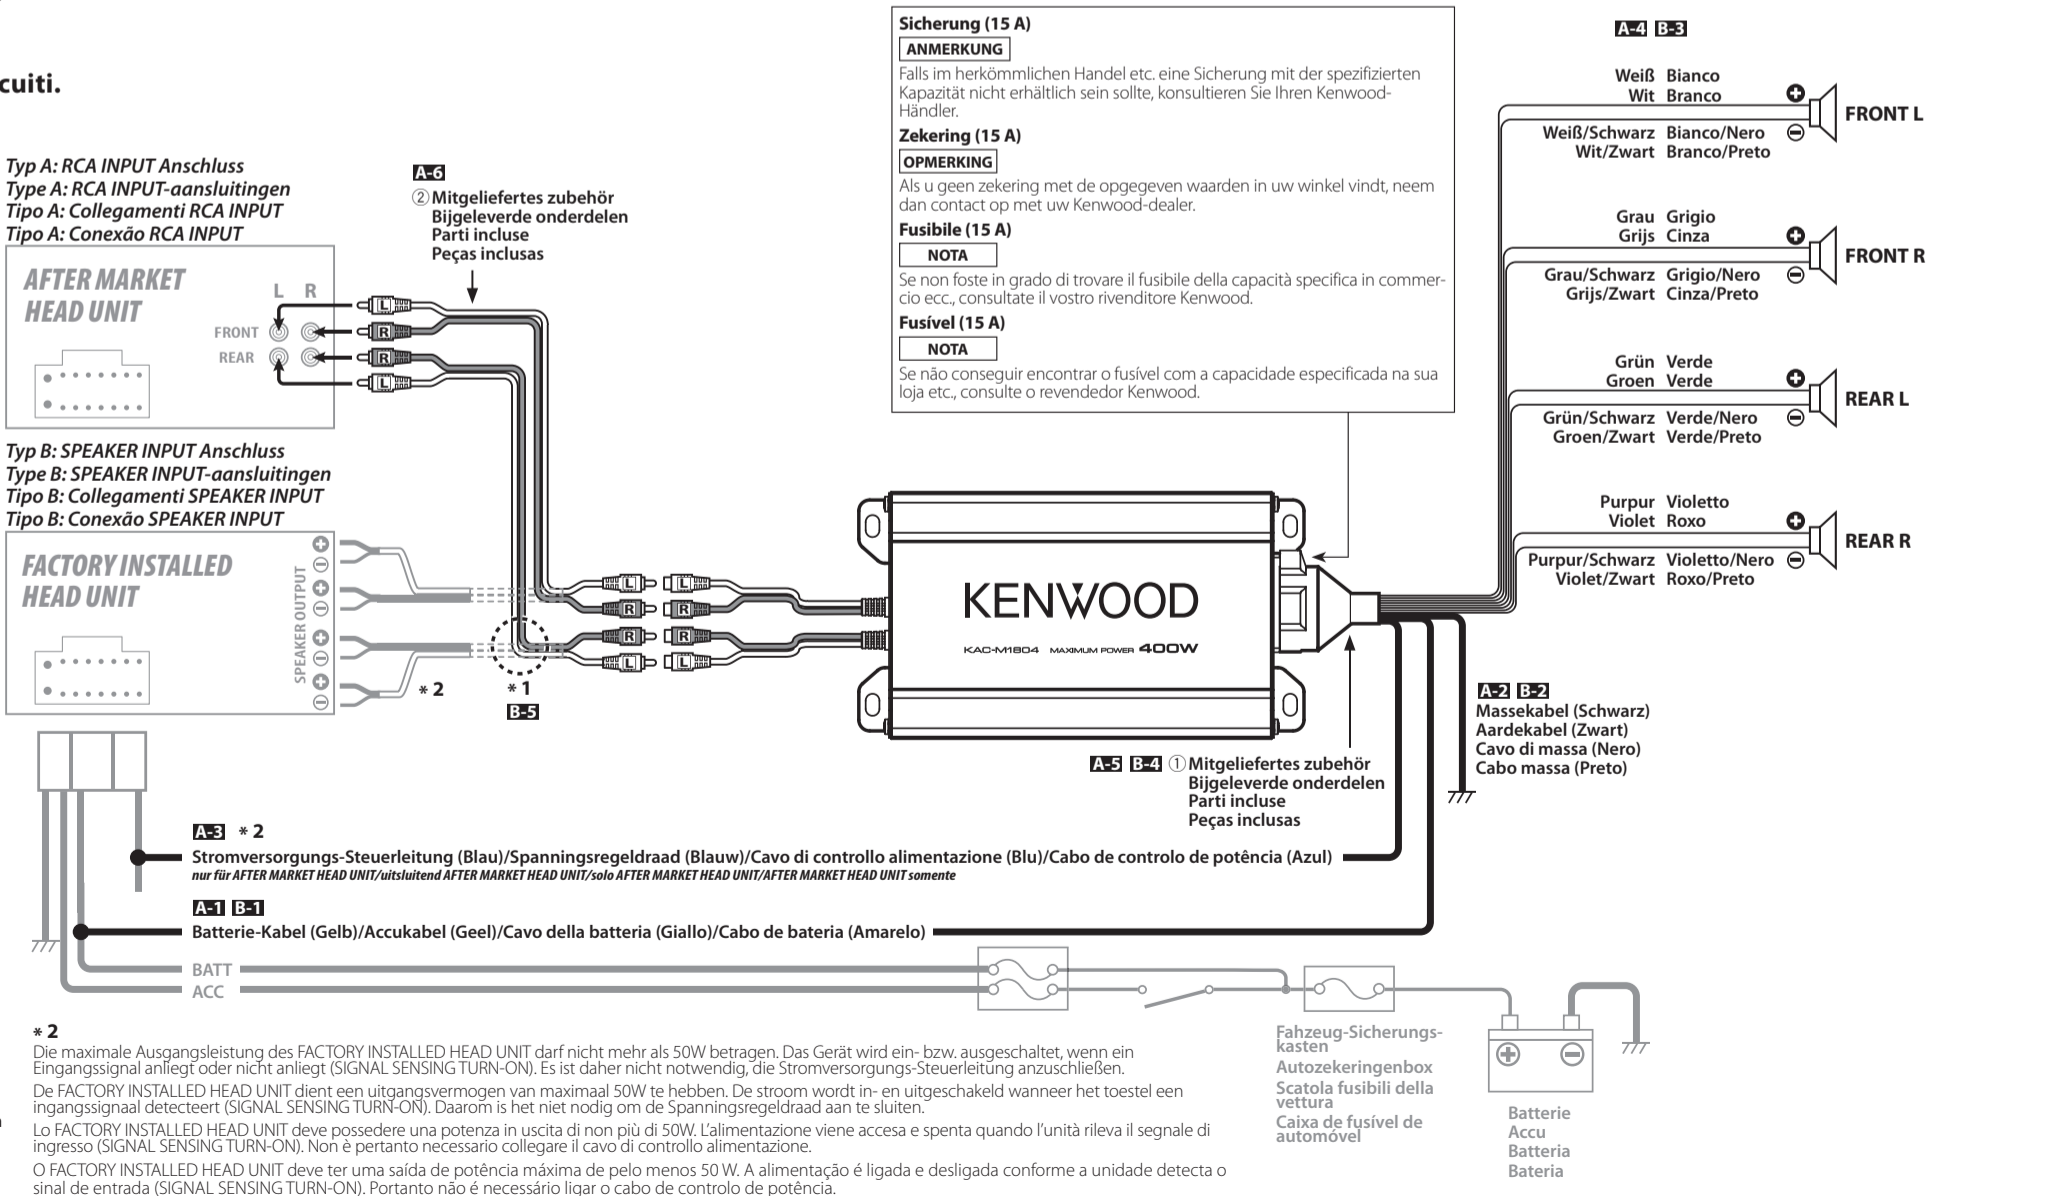 cuiti.
Typ A: RCA INPUT Anschluss
Type A: RCA INPUT-aansluitingen
Tipo A: Collegamenti RCA INPUT
Tipo A: Conexão RCA INPUT
AFTER MARKET
HEAD UNIT
L R
FRONT
REAR
A-6
② Mitgeliefertes zubehör
Bijgeleverde onderdelen
Parti incluse
Peças inclusas
L
R
R
L
Sicherung (15 A)
ANMERKUNG
Falls im herkömmlichen Handel etc. eine Sicherung mit der spezifizierten
Kapazität nicht erhältlich sein sollte, konsultieren Sie Ihren Kenwood-
Händler.
Zekering (15 A)
OPMERKING
Als u geen zekering met de opgegeven waarden in uw winkel vindt, neem
dan contact op met uw Kenwood-dealer.
Fusibile (15 A)
NOTA
Se non foste in grado di trovare il fusibile della capacità specifica in commer-
cio ecc., consultate il vostro rivenditore Kenwood.
Fusível (15 A)
NOTA
Se não conseguir encontrar o fusível com a capacidade especificada na sua
loja etc., consulte o revendedor Kenwood.
A-4 B-3
Weiß Bianco
Wit Branco
Weiß/Schwarz Bianco/Nero
Wit/Zwart Branco/Preto
FRONT L
Grau Grigio
Grijs Cinza
Grau/Schwarz Grigio/Nero
Grijs/Zwart Cinza/Preto
FRONT R
Grün Verde
Groen Verde
Grün/Schwarz Verde/Nero
Groen/Zwart Verde/Preto
REAR L
Purpur Violetto
Violet Roxo
Purpur/Schwarz Violetto/Nero
Violet/Zwart Roxo/Preto
REAR R
Typ B: SPEAKER INPUT Anschluss
Type B: SPEAKER INPUT-aansluitingen
Tipo B: Collegamenti SPEAKER INPUT
Tipo B: Conexão SPEAKER INPUT
FACTORY INSTALLED
HEAD UNIT
SPEAKER OUTPUT
* 2
* 1
B-5
L L
R R
R R
L L
KENWOOD
KAC-M1804 MAXIMUM POWER 400W
A-2 B-2
Massekabel (Schwarz)
Aardekabel (Zwart)
Cavo di massa (Nero)
Cabo massa (Preto)
A-5 B-4 ① Mitgeliefertes zubehör
Bijgeleverde onderdelen
Parti incluse
Peças inclusas
A-3 * 2
Stromversorgungs-Steuerleitung (Blau)/Spanningsregeldraad (Blauw)/Cavo di controllo alimentazione (Blu)/Cabo de controlo de potência (Azul)
nur für AFTER MARKET HEAD UNIT/uitsluitend AFTER MARKET HEAD UNIT/solo AFTER MARKET HEAD UNIT/AFTER MARKET HEAD UNIT somente
A-1 B-1
Batterie-Kabel (Gelb)/Accukabel (Geel)/Cavo della batteria (Giallo)/Cabo de bateria (Amarelo)
BATT
ACC
Fahzeug-Sicherungs-
kasten
Autozekeringenbox
Scatola fusibili della
vettura
Caixa de fusível de
automóvel
Batterie
Accu
Batteria
Bateria
* 2
Die maximale Ausgangsleistung des FACTORY INSTALLED HEAD UNIT darf nicht mehr als 50W betragen. Das Gerät wird ein- bzw. ausgeschaltet, wenn ein
Eingangssignal anliegt oder nicht anliegt (SIGNAL SENSING TURN-ON). Es ist daher nicht notwendig, die Stromversorgungs-Steuerleitung anzuschließen.
De FACTORY INSTALLED HEAD UNIT dient een uitgangsvermogen van maximaal 50W te hebben. De stroom wordt in- en uitgeschakeld wanneer het toestel een
ingangssignaal detecteert (SIGNAL SENSING TURN-ON). Daarom is het niet nodig om de Spanningsregeldraad aan te sluiten.
Lo FACTORY INSTALLED HEAD UNIT deve possedere una potenza in uscita di non più di 50W. L'alimentazione viene accesa e spenta quando l'unità rileva il segnale di
ingresso (SIGNAL SENSING TURN-ON). Non è pertanto necessario collegare il cavo di controllo alimentazione.
O FACTORY INSTALLED HEAD UNIT deve ter uma saída de potência máxima de pelo menos 50 W. A alimentação é ligada e desligada conforme a unidade detecta o
sinal de entrada (SIGNAL SENSING TURN-ON). Portanto não é necessário ligar o cabo de controlo de potência.